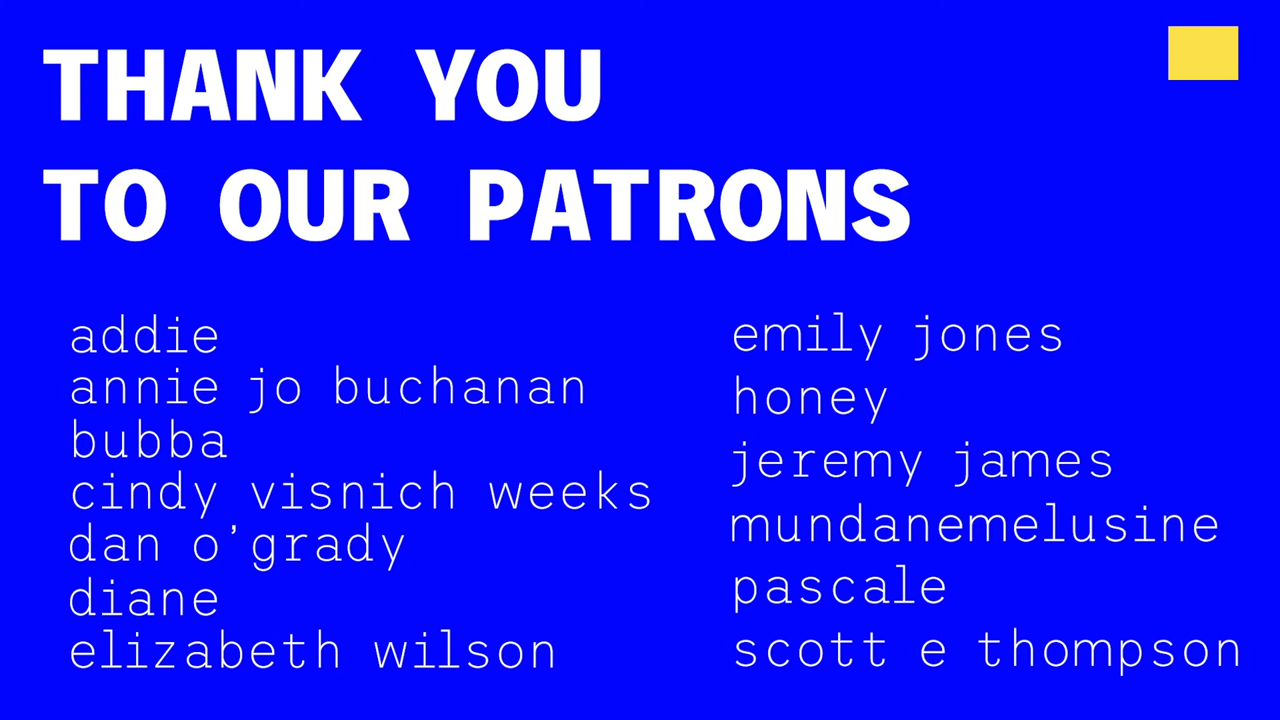 THANK YOU
TO OUR PATRONS
addie
annie jo buchanan
bubba
cindy visnich weeks
dan o'grady
diane
elizabeth wilson
emily jones
honey
jeremy james
mundanemelusine
pascale
scott e thompson